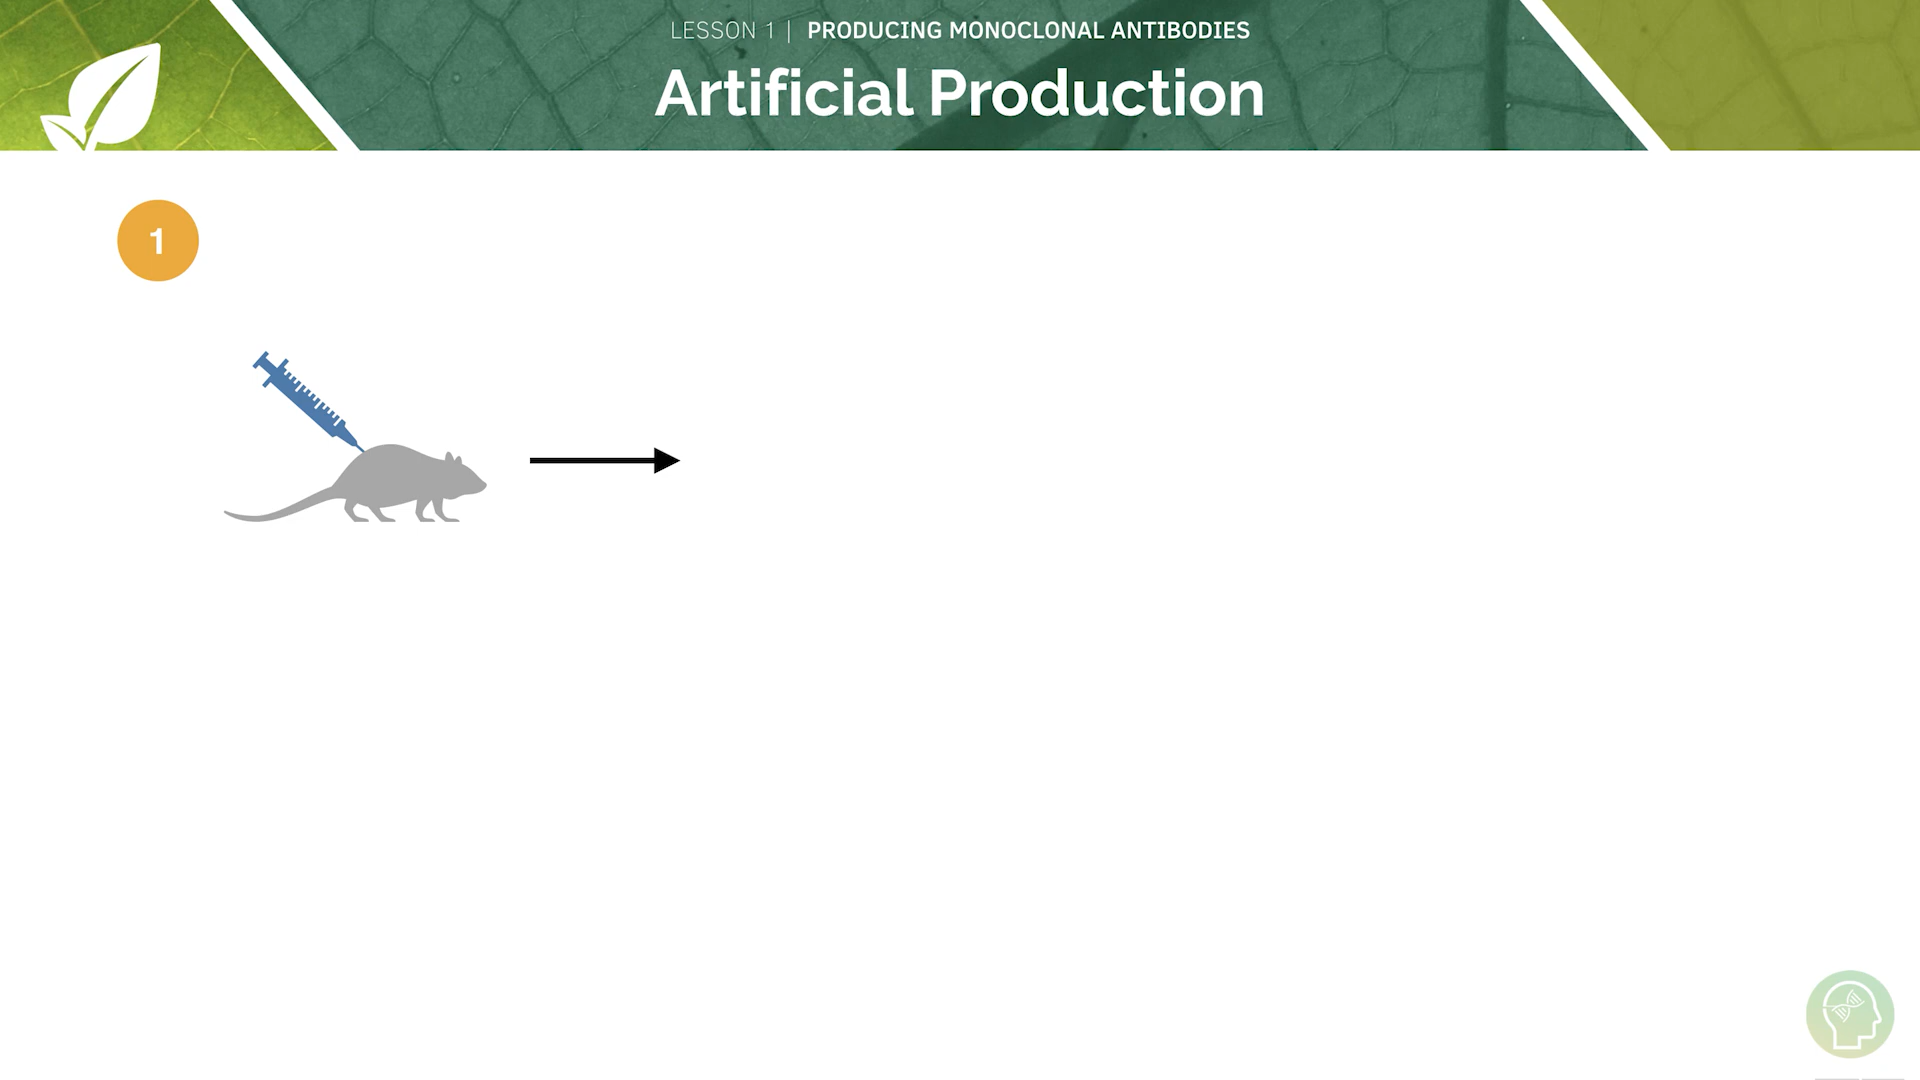 LESSON 1 | PRODUCING MONOCLONAL ANTIBODIES
Artificial Production
1